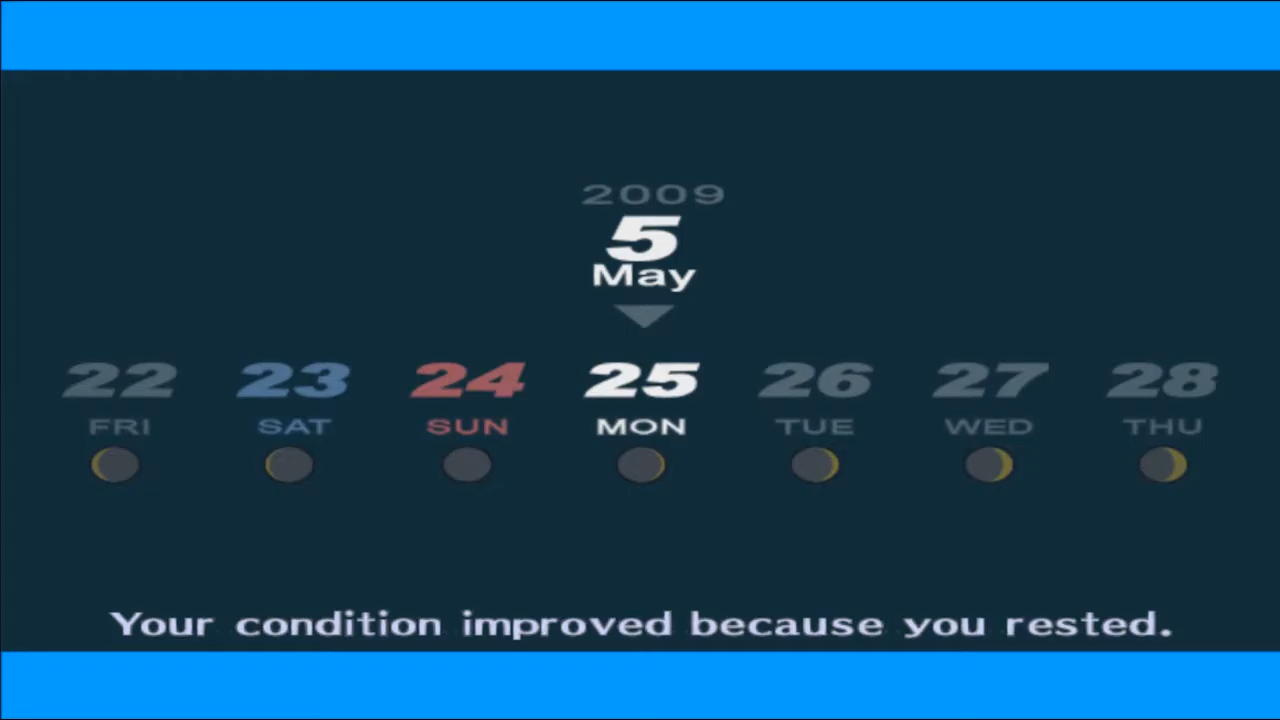 2009
5
May
22 23 24 25 26 27 28
FRI SAT SUN MON TUE WED THU
Your condition improved because you rested.